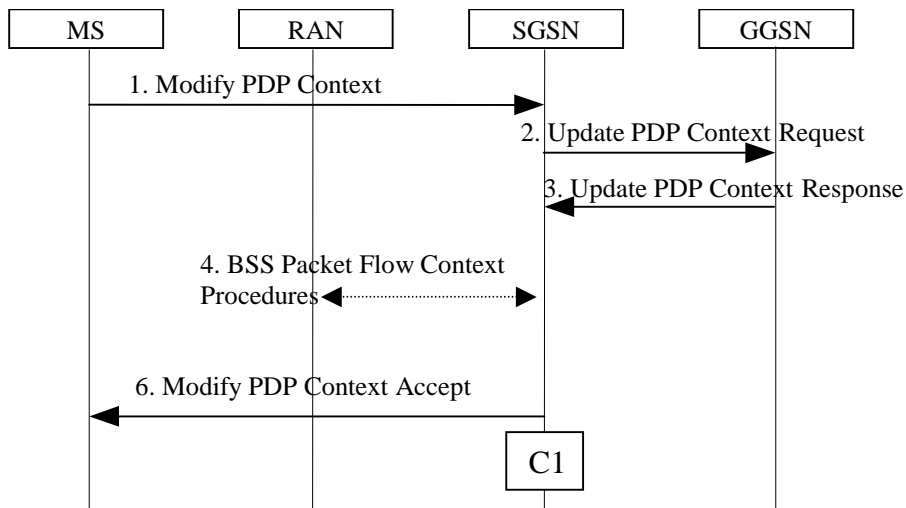 MS RAN SGSN GGSN
1. Modify PDP Context
2. Update PDP Context Request
3. Update PDP Context Response
4. BSS Packet Flow Context
Procedures
6. Modify PDP Context Accept
C1